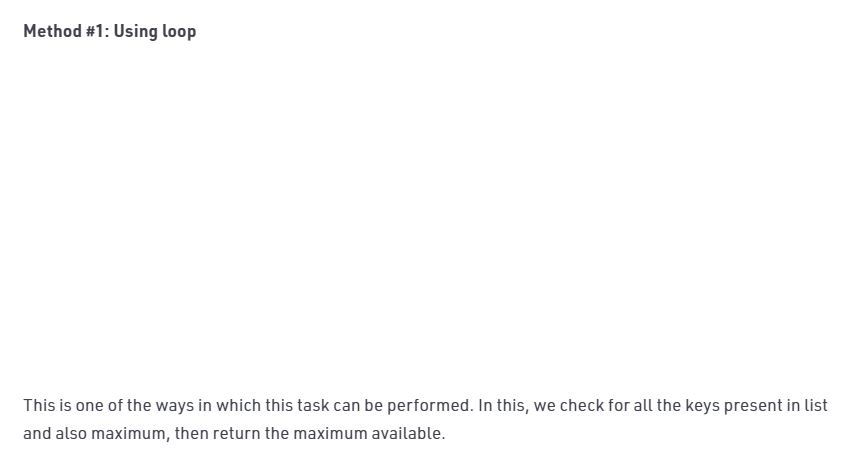 Method #1: Using loop
This is one of the ways in which this task can be performed. In this, we check for all the keys present in list
and also maximum, then return the maximum available.